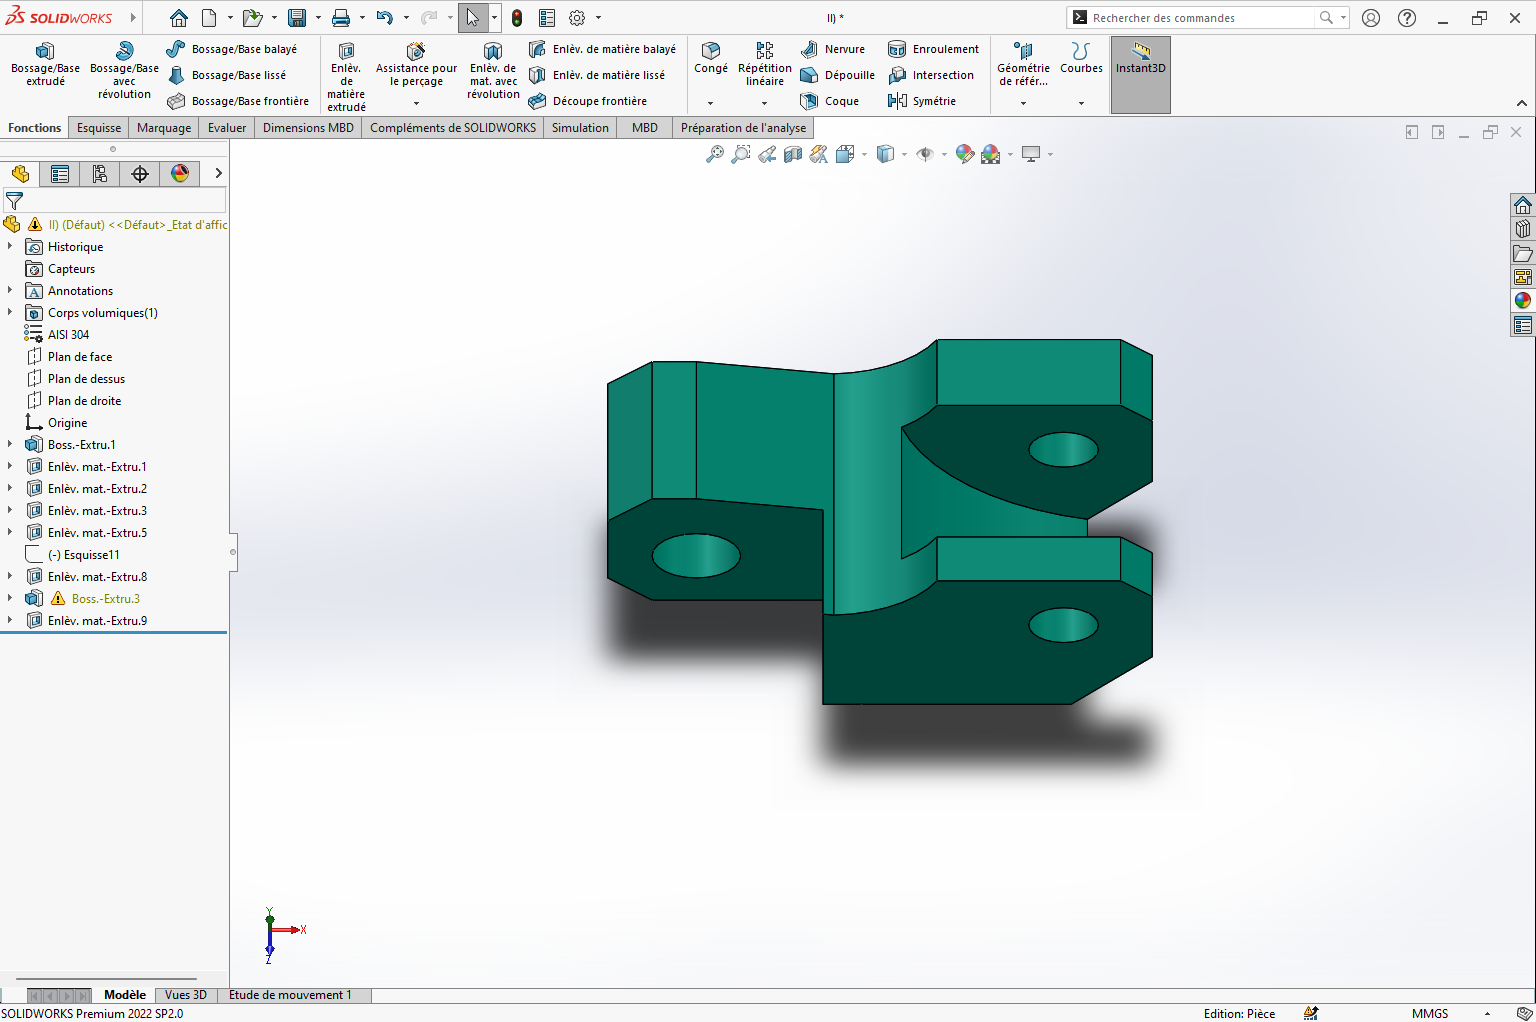 SOLIDWORKS
II) *
Rechercher des commandes
Bossage/Base extrudé
Bossage/Base avec révolution
Bossage/Base balayé
Bossage/Base lissé
Bossage/Base frontière
Enlèv. de matière extrudé
Assistance pour le perçage
Enlèv. de mat. avec révolution
Enlèv. de matière balayé
Enlèv. de matière lissé
Découpe frontière
Congé
Répétition linéaire
Nervure
Dépouille
Coque
Enroulement
Intersection
Symétrie
Géométrie de référ...
Courbes
Instant3D
Fonctions
Esquisse
Marquage
Evaluer
Dimensions MBD
Compléments de SOLIDWORKS
Simulation
MBD
Préparation de l'analyse
II) (Défaut) <<Défaut>_Etat d'affic
Historique
Capteurs
Annotations
Corps volumiques(1)
AISI 304
Plan de face
Plan de dessus
Plan de droite
Origine
Boss.-Extru.1
Enlèv. mat.-Extru.1
Enlèv. mat.-Extru.2
Enlèv. mat.-Extru.3
Enlèv. mat.-Extru.5
(-) Esquisse11
Enlèv. mat.-Extru.8
Boss.-Extru.3
Enlèv. mat.-Extru.9
Y
X
Z
Modèle
Vues 3D
Etude de mouvement 1
SOLIDWORKS Premium 2022 SP2.0
Edition: Pièce
MMGS